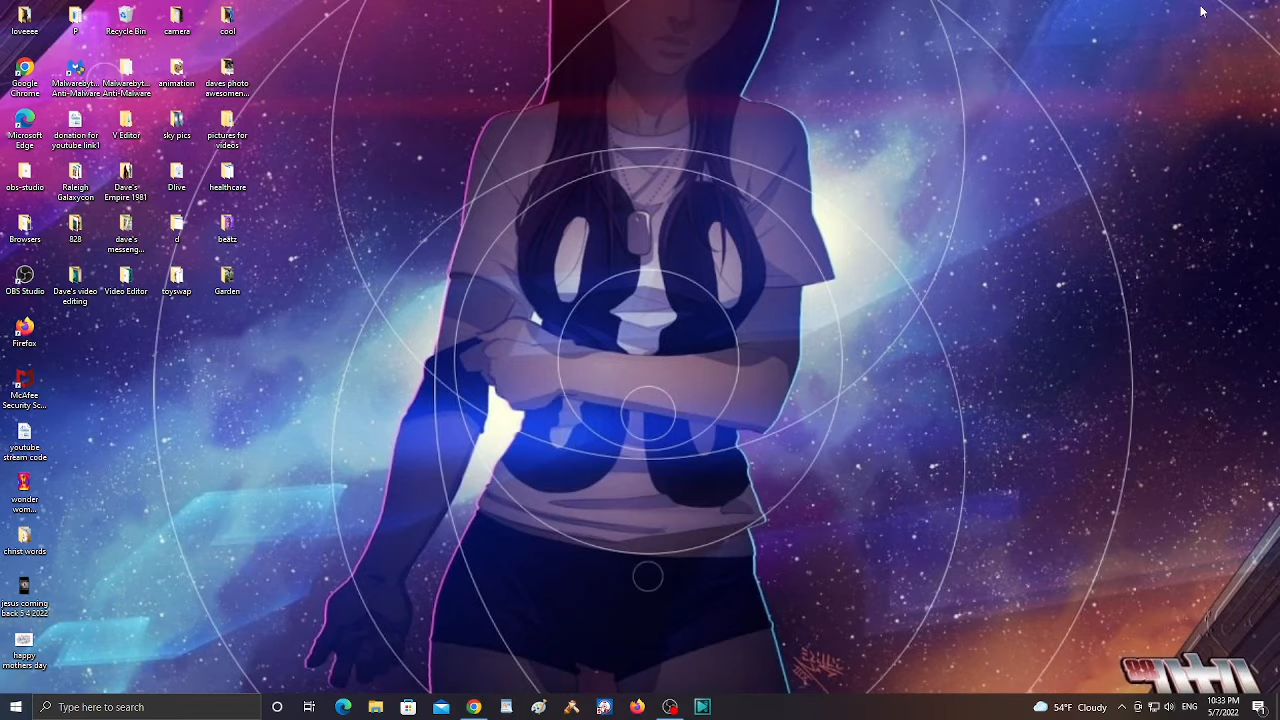 loveeee
P
Recycle Bin
camera
cool
Google Chrome
Malwarebyt... Anti-Malware
Malwarebyt... Anti-Malware
animation
daves photo awesomen...
Microsoft Edge
donation for youtube link1
V Editor
sky pics
pictures for videos
obs-studio
Raleigh Galaxycon
Dave's Empire 1981
Dlive
healthcare
Browsers
828
dave's messeng...
d
beatz
OBS Studio
Dave's video editing
Video Editor
toyswap
Garden
Firefox
McAfee Security Sc...
youtube stream code
wonder wom...
christ words
jesus coming back 5 4 2022
happy mothers day
Type here to search
54°F Cloudy
ENG
10:33 PM
5/7/2022